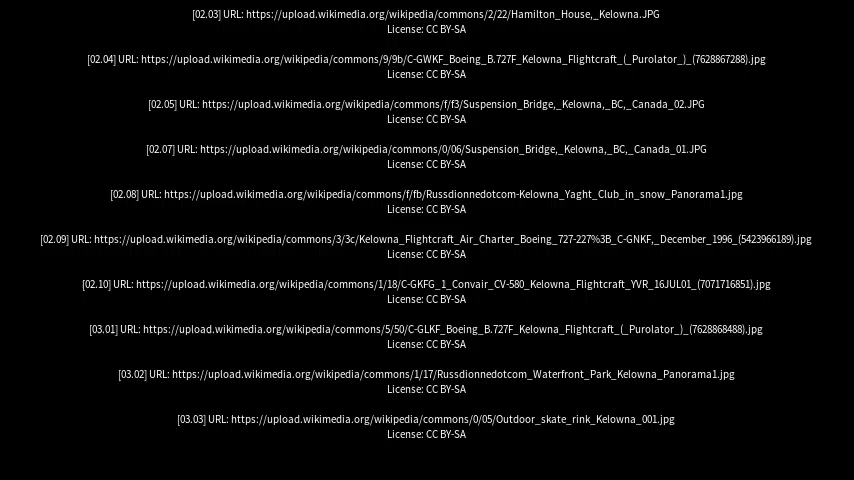 [02.03] URL: https://upload.wikimedia.org/wikipedia/commons/2/22/Hamilton_House,_Kelowna.JPG
License: CC BY-SA
[02.04] URL: https://upload.wikimedia.org/wikipedia/commons/9/9b/C-GWKF_Boeing_B.727F_Kelowna_Flightcraft_(_Purolator_)_(7628867288).jpg
License: CC BY-SA
[02.05] URL: https://upload.wikimedia.org/wikipedia/commons/f/f3/Suspension_Bridge,_Kelowna,_BC,_Canada_02.JPG
License: CC BY-SA
[02.07] URL: https://upload.wikimedia.org/wikipedia/commons/0/06/Suspension_Bridge,_Kelowna,_BC,_Canada_01.JPG
License: CC BY-SA
[02.08] URL: https://upload.wikimedia.org/wikipedia/commons/f/fb/Russdionnedotcom-Kelowna_Yaght_Club_in_snow_Panorama1.jpg
License: CC BY-SA
[02.09] URL: https://upload.wikimedia.org/wikipedia/commons/3/3c/Kelowna_Flightcraft_Air_Charter_Boeing_727-227%3B_C-GNKF,_December_1996_(5423966189).jpg
License: CC BY-SA
[02.10] URL: https://upload.wikimedia.org/wikipedia/commons/1/18/C-GKFG_1_Convair_CV-580_Kelowna_Flightcraft_YVR_16JUL01_(7071716851).jpg
License: CC BY-SA
[03.01] URL: https://upload.wikimedia.org/wikipedia/commons/5/50/C-GLKF_Boeing_B.727F_Kelowna_Flightcraft_(_Purolator_)_(7628868488).jpg
License: CC BY-SA
[03.02] URL: https://upload.wikimedia.org/wikipedia/commons/1/17/Russdionnedotcom_Waterfront_Park_Kelowna_Panorama1.jpg
License: CC BY-SA
[03.03] URL: https://upload.wikimedia.org/wikipedia/commons/0/05/Outdoor_skate_rink_Kelowna_001.jpg
License: CC BY-SA